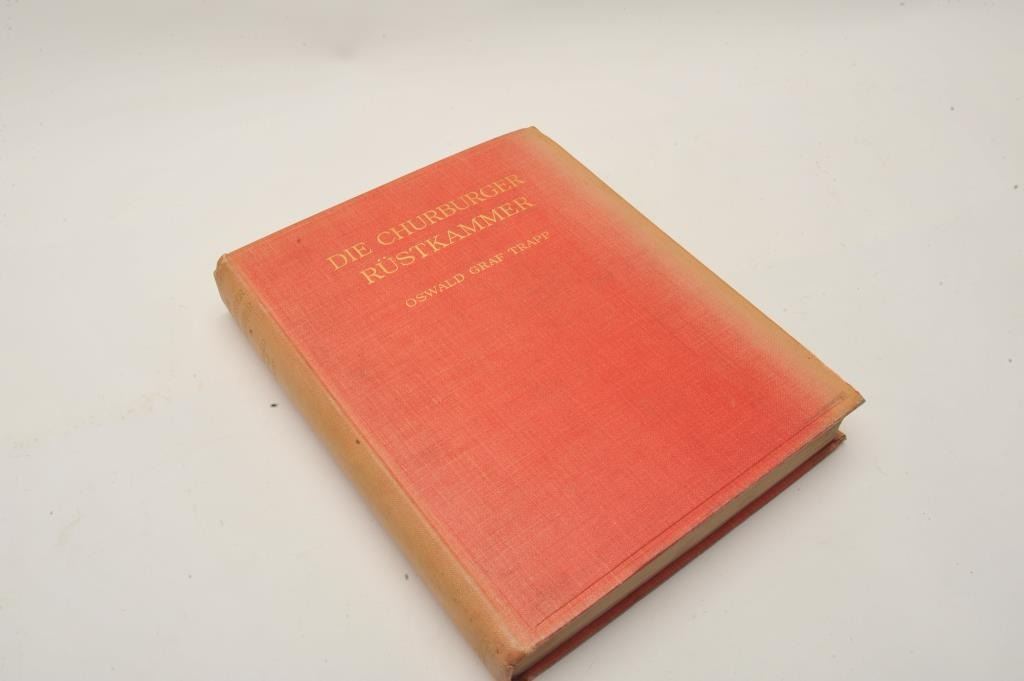 DIE CHURBURGER
RÜSTKAMMER
OSWALD GRAF TRAPP